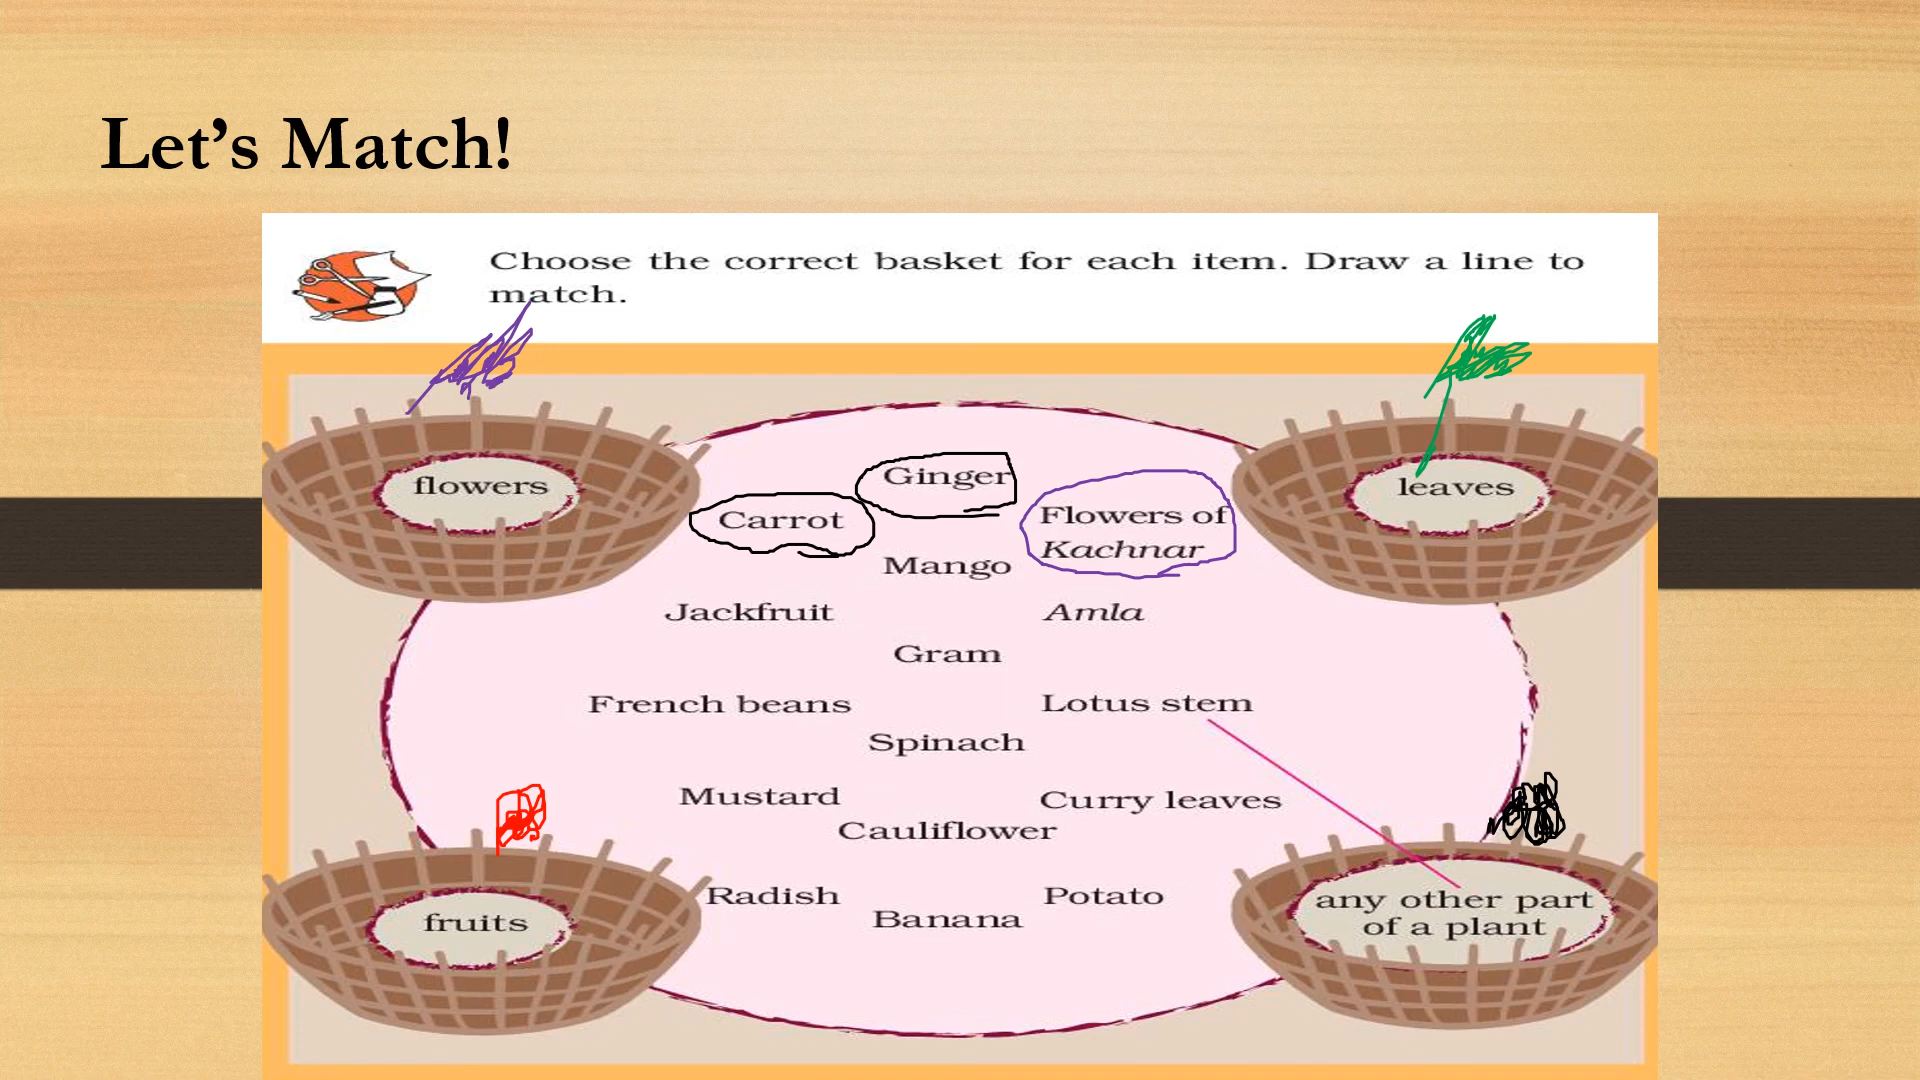 Let's Match!
Choose the correct basket for each item. Draw a line to
match.
flowers
leaves
Ginger
Carrot
Flowers of
Kachnar
Mango
Jackfruit
Amla
Gram
French beans
Lotus stem
Spinach
Mustard
Curry leaves
Cauliflower
Radish
Potato
Banana
fruits
any other part
of a plant